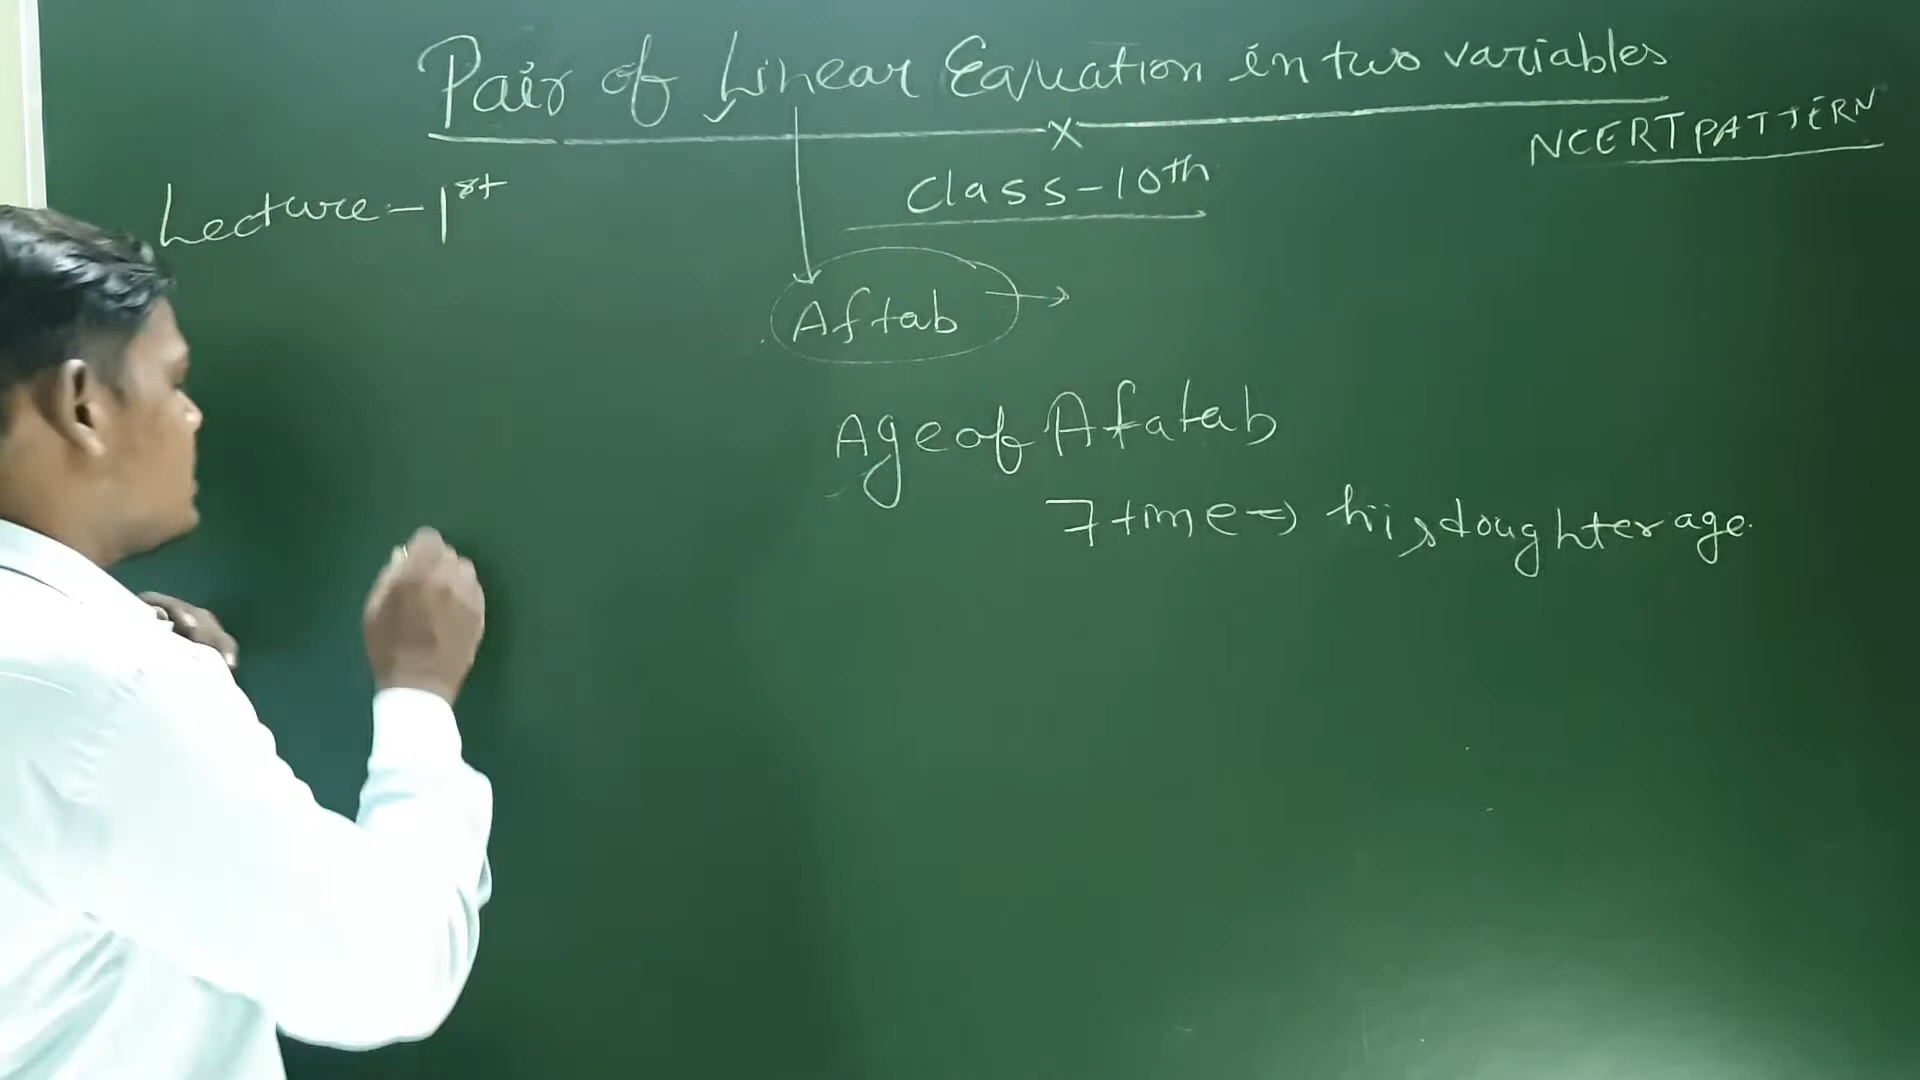 Pair of Linear Equation in two variables
X
NCERT PATTERN
Class-10th
Lecture-1st
Aftab →
Age of Afatab
7 time ⇒ his doughter age.